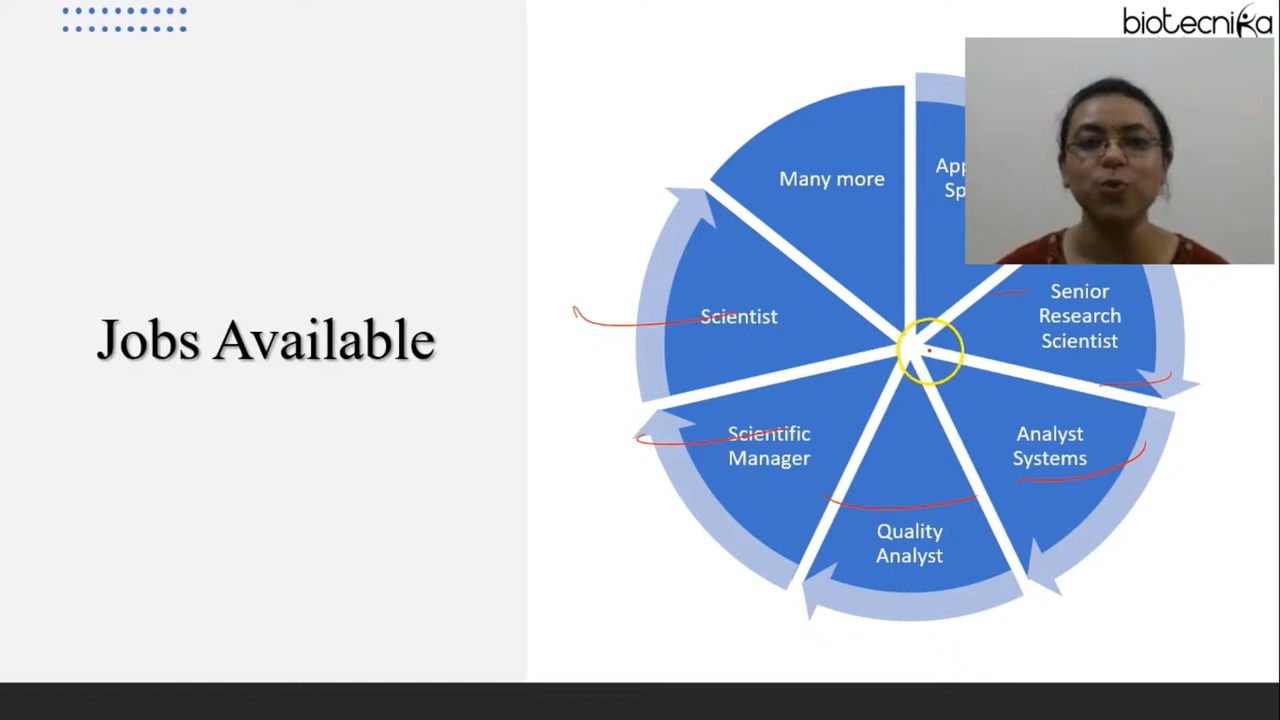 biotecnika
Many more
Senior
Research
Scientist
Scientist
Jobs Available
Scientific
Manager
Analyst
Systems
Quality
Analyst